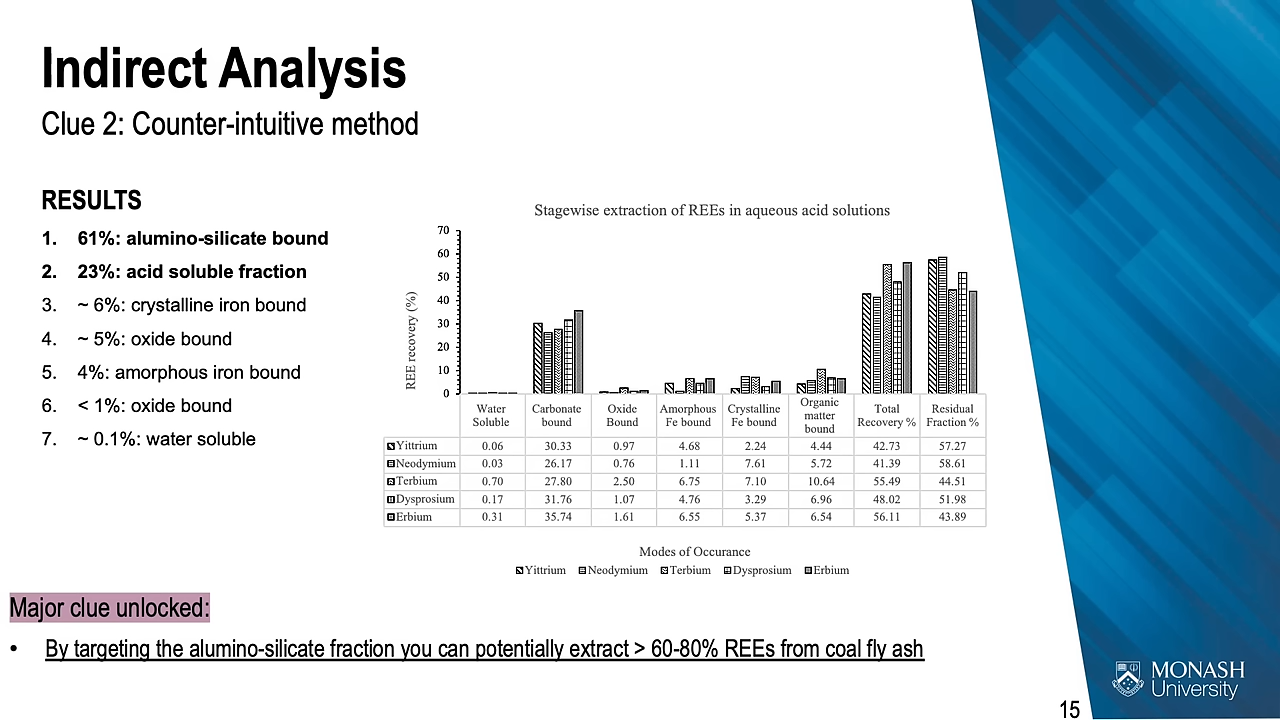 Indirect Analysis
Clue 2: Counter-intuitive method
RESULTS
1. 61%: alumino-silicate bound
2. 23%: acid soluble fraction
3. ~ 6%: crystalline iron bound
4. ~ 5%: oxide bound
5. 4%: amorphous iron bound
6. < 1%: oxide bound
7. ~ 0.1%: water soluble
Stagewise extraction of REEs in aqueous acid solutions
REE recovery (%)
70
60
50
40
30
20
10
0
Water Soluble Carbonate bound Oxide Bound Amorphous Fe bound Crystalline Fe bound Organic matter bound Total Recovery % Residual Fraction %
Yittrium 0.06 30.33 0.97 4.68 2.24 4.44 42.73 57.27
Neodymium 0.03 26.17 0.76 1.11 7.61 5.72 41.39 58.61
Terbium 0.70 27.80 2.50 6.75 7.10 10.64 55.49 44.51
Dysprosium 0.17 31.76 1.07 4.76 3.29 6.96 48.02 51.98
Erbium 0.31 35.74 1.61 6.55 5.37 6.54 56.11 43.89
Modes of Occurance
Yittrium Neodymium Terbium Dysprosium Erbium
Major clue unlocked:
• By targeting the alumino-silicate fraction you can potentially extract > 60-80% REEs from coal fly ash
MONASH
University
15